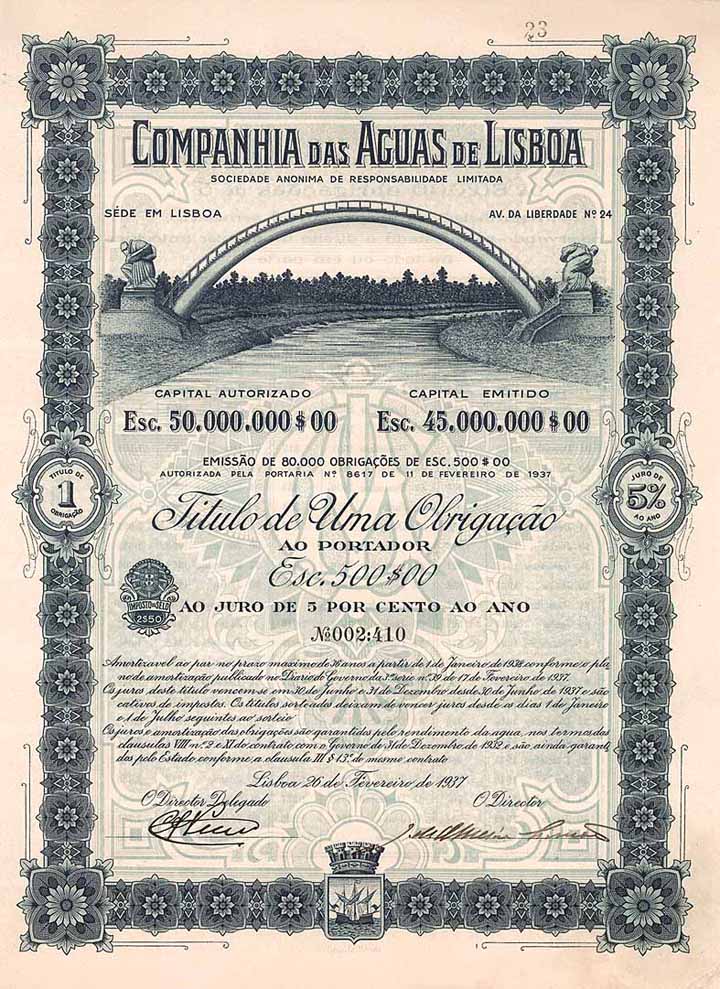 23
COMPANHIA DAS AGUAS DE LISBOA
SOCIEDADE ANONIMA DE RESPONSABILIDADE LIMITADA
SÉDE EM LISBOA
AV. DA LIBERDADE Nº 24
CAPITAL AUTORIZADO
CAPITAL EMITIDO
Esc. 50.000.000$00
Esc. 45.000.000$00
EMISSÃO DE 80.000 OBRIGAÇÕES DE ESC. 500$00
AUTORIZADA PELA PORTARIA Nº 8617 DE 11 DE FEVEREIRO DE 1937
TITULO DE
1
OBRIGAÇÃO
JURO DE
5%
AO ANO
Titulo de Uma Obrigação
AO PORTADOR
Esc. 500$00
IMPOSTO DO SELO
2$50
AO JURO DE 5 POR CENTO AO ANO
Nº 002:410
Amortizavel ao par no prazo maximo de 36 anos a partir de 1 de Janeiro de 1938, conforme o pla
no de amortização publicado no Diario do Governo da 3ª serie nº 39 de 17 de Fevereiro de 1937.
Os juros deste titulo vencem-se em 30 de Junho e 31 de Dezembro desde 30 de Junho de 1937 e são
cativos de impostos. Os titulos sorteados deixam de vencer juros desde os dias 1 de Janeiro
e 1 de Julho seguintes ao sorteio
Os juros e amortização das obrigações são garantidas pelo rendimento da agua, nos termos das
clausulas VIII nº 2 e XI do contrato com o Governo de 31 de Dezembro de 1932 e são, ainda, garanti
dos pelo Estado conforme a clausula III § 13º do mesmo contrato
Lisboa 26 de Fevereiro de 1937
O Director Delegado
O Director